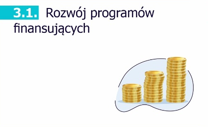 3.1. Rozwój programów
finansujących